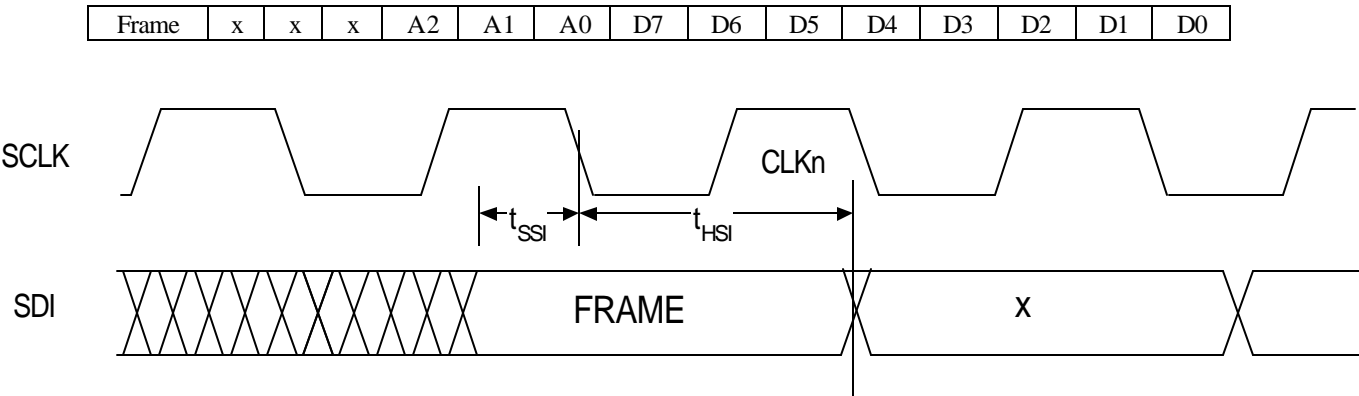 Frame x x x A2 A1 A0 D7 D6 D5 D4 D3 D2 D1 D0
SCLK CLKn
tSSI tHSI
SDI FRAME x